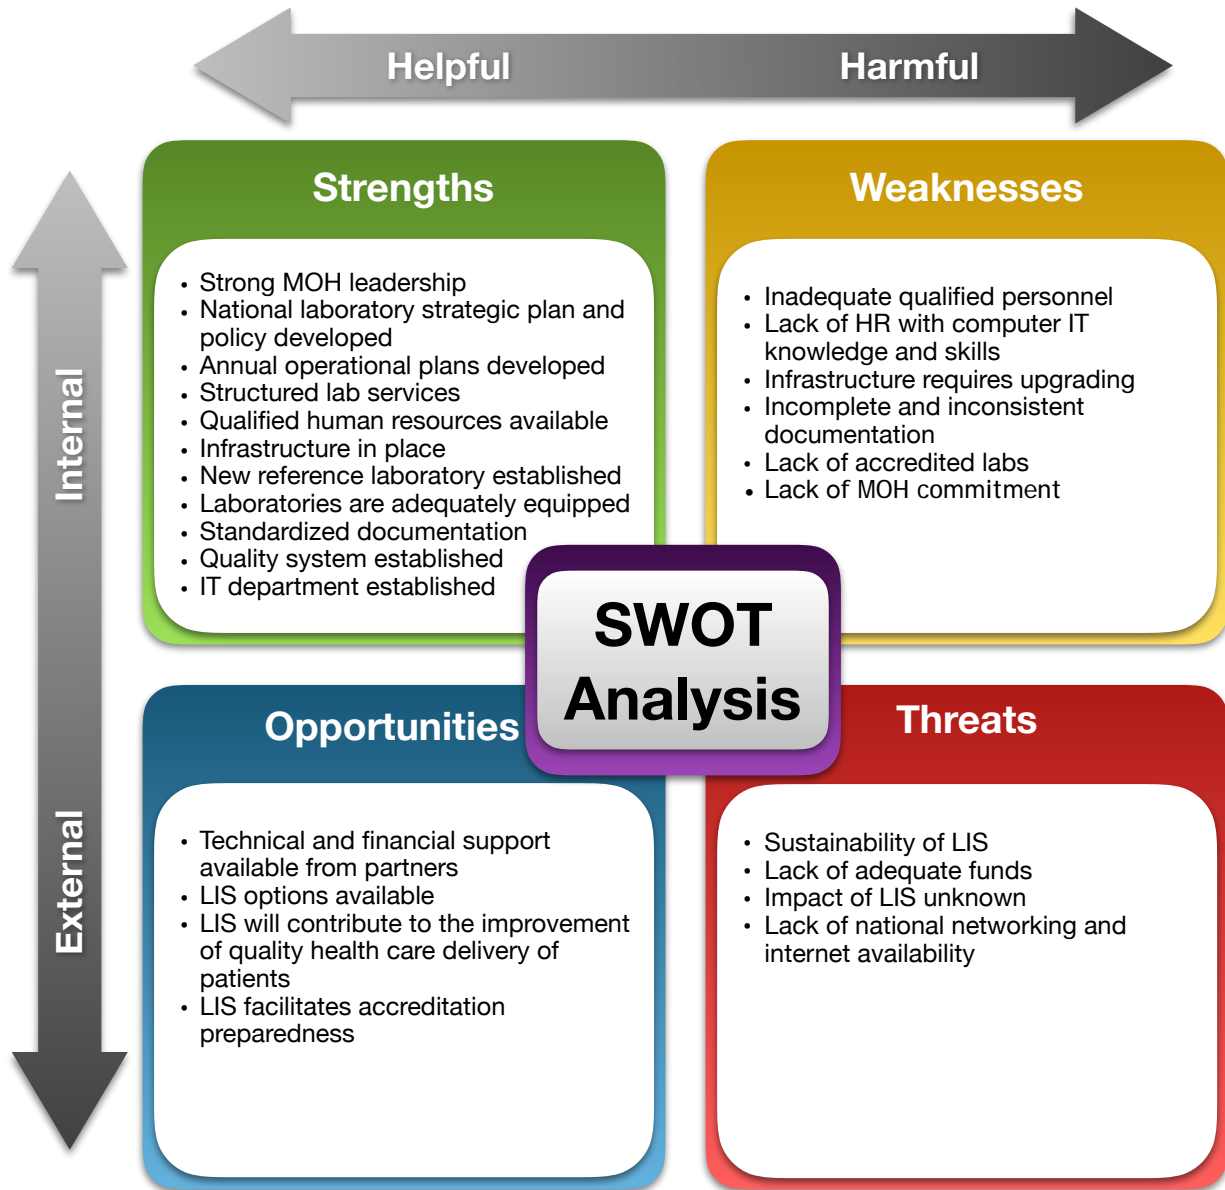 Helpful
Harmful
Internal
External
Strengths
• Strong MOH leadership
• National laboratory strategic plan and
policy developed
• Annual operational plans developed
• Structured lab services
• Qualified human resources available
• Infrastructure in place
• New reference laboratory established
• Laboratories are adequately equipped
• Standardized documentation
• Quality system established
• IT department established
Weaknesses
• Inadequate qualified personnel
• Lack of HR with computer IT
knowledge and skills
• Infrastructure requires upgrading
• Incomplete and inconsistent
documentation
• Lack of accredited labs
• Lack of MOH commitment
SWOT
Analysis
Opportunities
• Technical and financial support
available from partners
• LIS options available
• LIS will contribute to the improvement
of quality health care delivery of
patients
• LIS facilitates accreditation
preparedness
Threats
• Sustainability of LIS
• Lack of adequate funds
• Impact of LIS unknown
• Lack of national networking and
internet availability